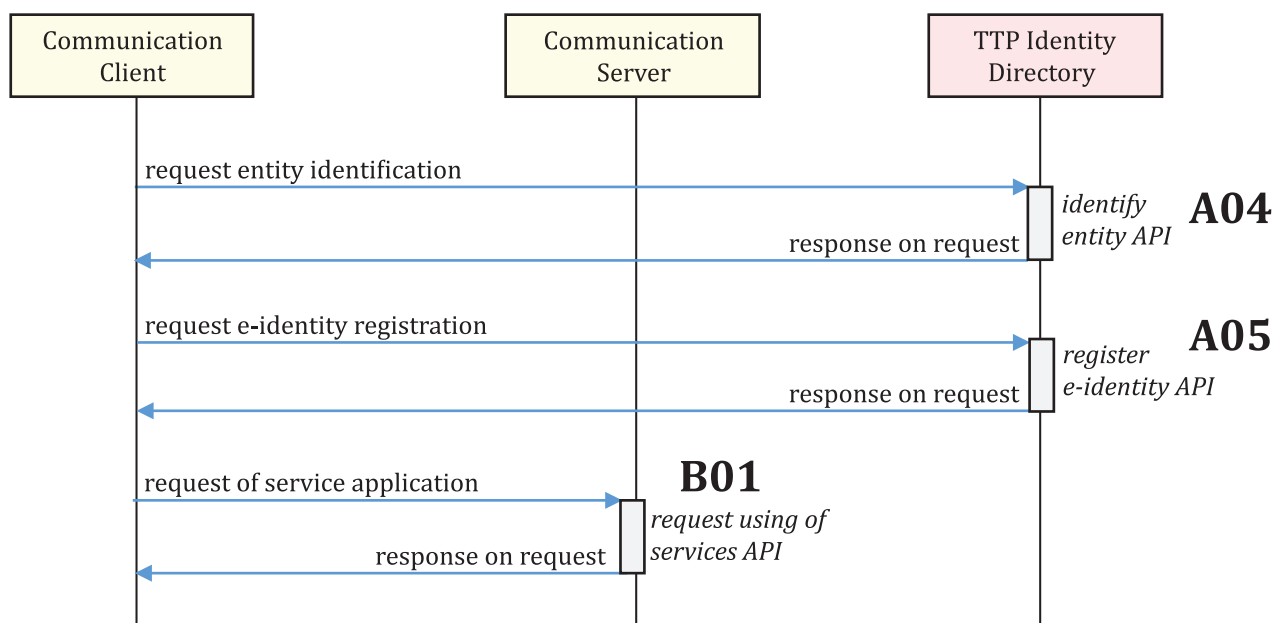 Communication
Client
Communication
Server
TTP Identity
Directory
request entity identification
identify
entity API
A04
response on request
request e-identity registration
A05
register
e-identity API
response on request
B01
request of service application
request using of
services API
response on request